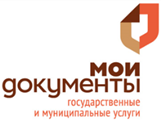 мои
документы
государственные
и муниципальные услуги